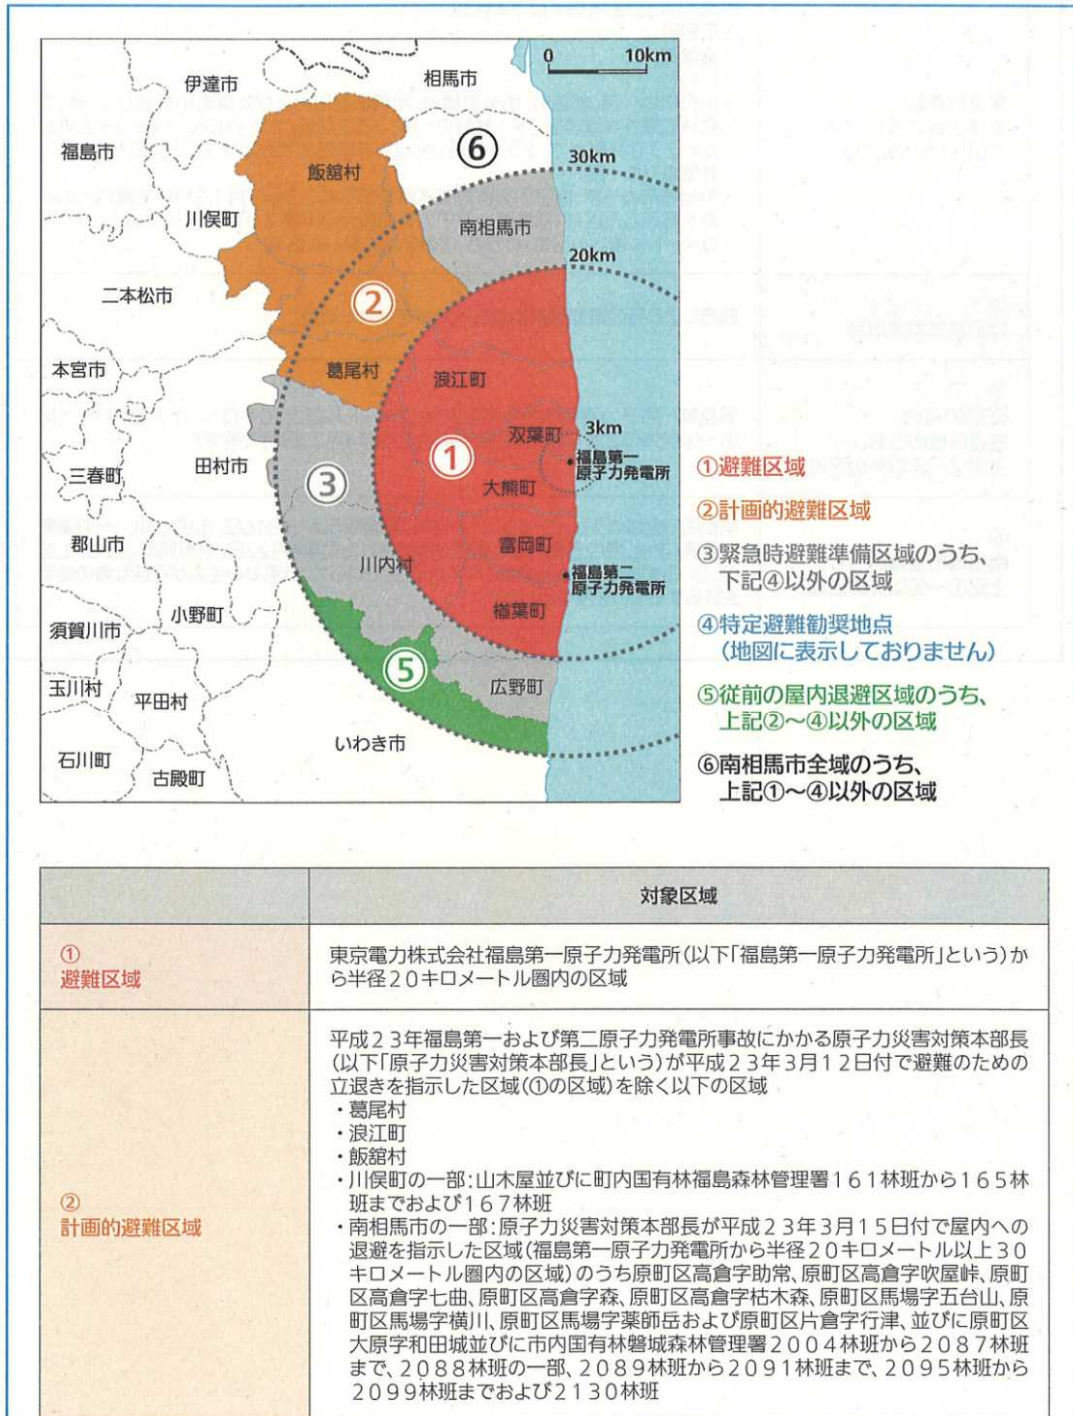 0 10km
伊達市
相馬市
福島市
飯舘村
⑥
30km
川俣町
南相馬市
20km
二本松市
②
本宮市
葛尾村
浪江町
双葉町
3km
福島第一
原子力発電所
三春町
田村市
③
①
大熊町
郡山市
川内村
富岡町
福島第二
原子力発電所
小野町
楢葉町
須賀川市
⑤
広野町
玉川村
平田村
いわき市
石川町
古殿町
①避難区域
②計画的避難区域
③緊急時避難準備区域のうち、
下記④以外の区域
④特定避難勧奨地点
(地図に表示しておりません)
⑤従前の屋内退避区域のうち、
上記②～④以外の区域
⑥南相馬市全域のうち、
上記①～④以外の区域
対象区域
①
避難区域
東京電力株式会社福島第一原子力発電所(以下「福島第一原子力発電所」という)か
ら半径20キロメートル圏内の区域
②
計画的避難区域
平成23年福島第一および第二原子力発電所事故にかかる原子力災害対策本部長
(以下「原子力災害対策本部長」という)が平成23年3月12日付で避難のための
立退きを指示した区域(①の区域)を除く以下の区域
・葛尾村
・浪江町
・飯舘村
・川俣町の一部:山木屋並びに町内国有林福島森林管理署161林班から165林
班までおよび167林班
・南相馬市の一部:原子力災害対策本部長が平成23年3月15日付で屋内への
退避を指示した区域(福島第一原子力発電所から半径20キロメートル以上30
キロメートル圏内の区域)のうち原町区高倉字助常、原町区高倉字吹屋峠、原町
区高倉字七曲、原町区高倉字森、原町区高倉字枯木森、原町区馬場字五台山、原
町区馬場字横川、原町区馬場字薬師岳および原町区片倉字行津、並びに原町区
大原字和田城並びに市内国有林磐城森林管理署2004林班から2087林班
まで、2088林班の一部、2089林班から2091林班まで、2095林班から
2099林班までおよび2130林班